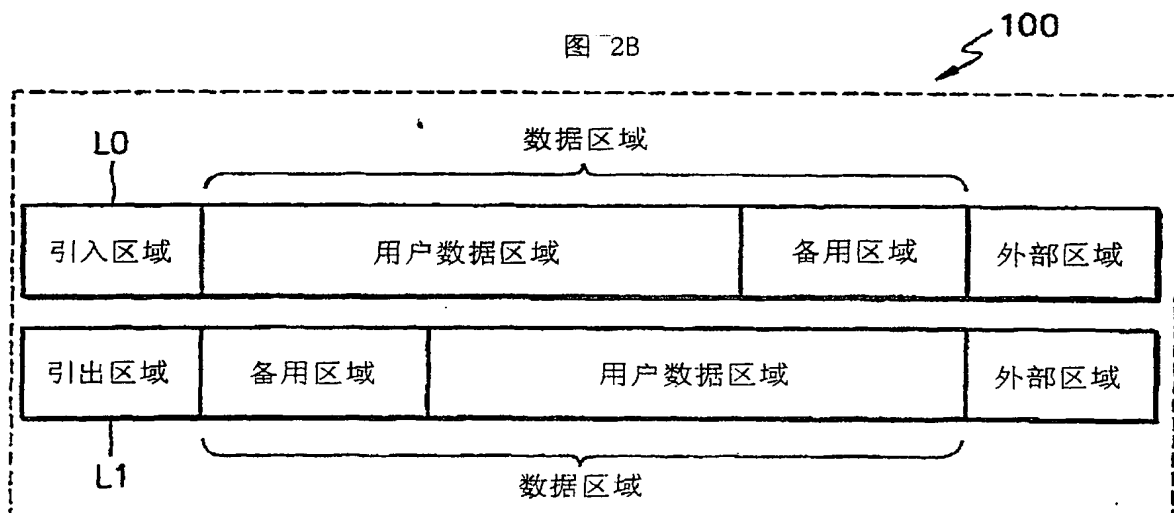 图 2B
100
L0
数据区域
引入区域 用户数据区域 备用区域 外部区域
引出区域 备用区域 用户数据区域 外部区域
L1
数据区域